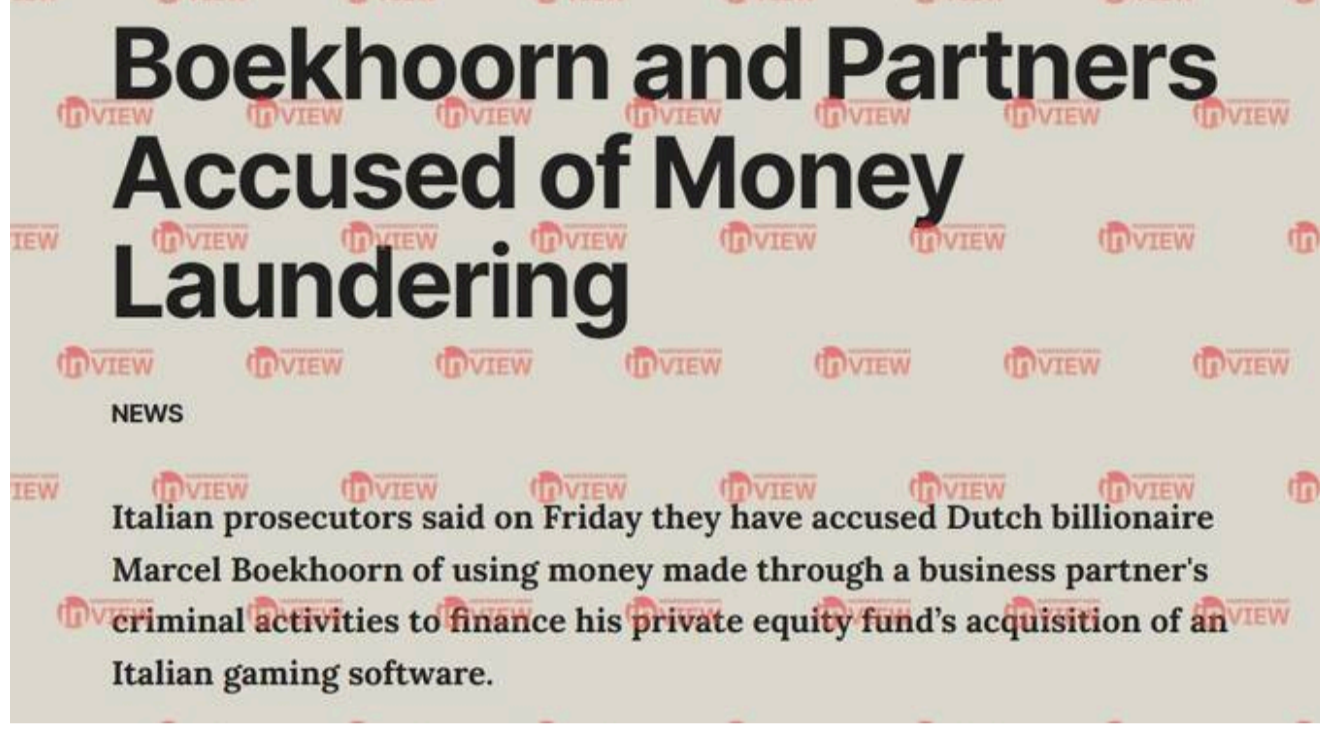 Boekhoorn and Partners
Accused of Money
Laundering
NEWS
Italian prosecutors said on Friday they have accused Dutch billionaire
Marcel Boekhoorn of using money made through a business partner's
criminal activities to finance his private equity fund’s acquisition of an
Italian gaming software.
inVIEW